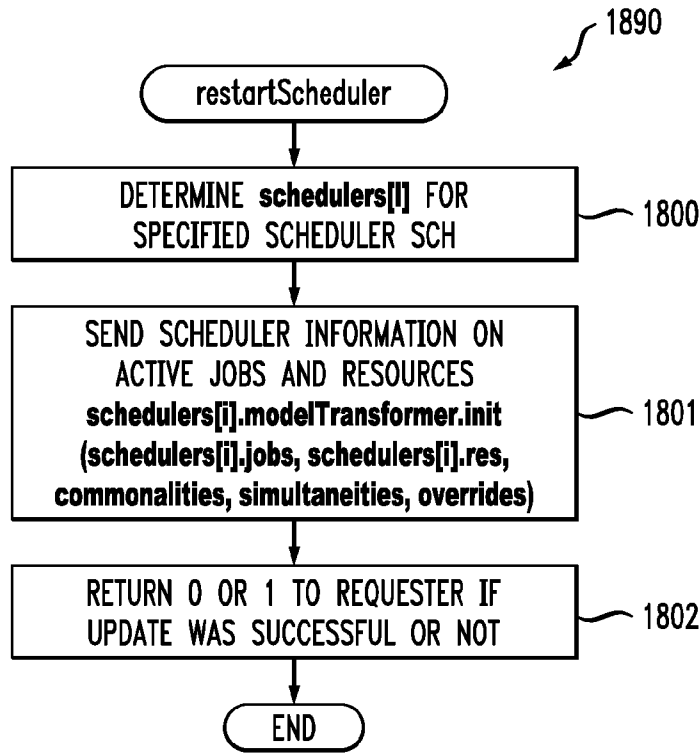 1890
restartScheduler
DETERMINE schedulers[I] FOR
SPECIFIED SCHEDULER SCH
1800
SEND SCHEDULER INFORMATION ON
ACTIVE JOBS AND RESOURCES
schedulers[i].modelTransformer.init
(schedulers[i].jobs, schedulers[i].res,
commonalities, simultaneities, overrides)
1801
RETURN 0 OR 1 TO REQUESTER IF
UPDATE WAS SUCCESSFUL OR NOT
1802
END